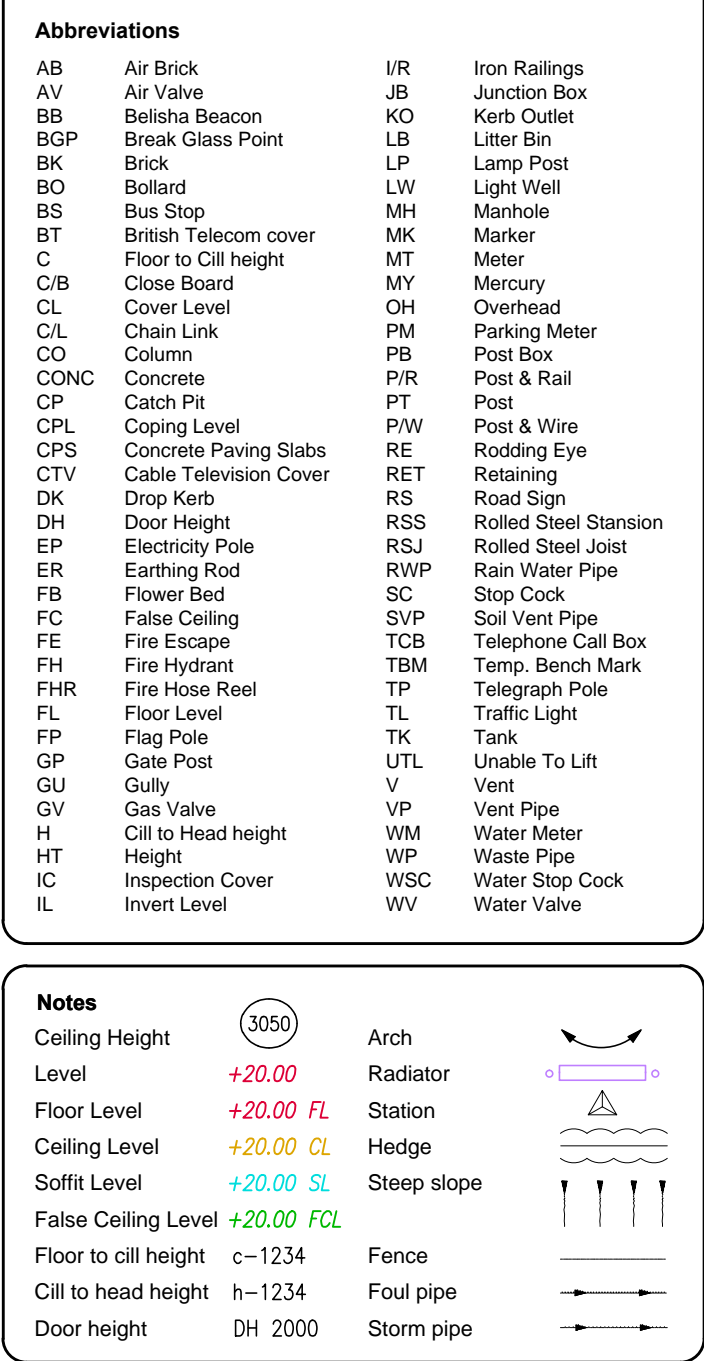 Abbreviations
AB Air Brick I/R Iron Railings
AV Air Valve JB Junction Box
BB Belisha Beacon KO Kerb Outlet
BGP Break Glass Point LB Litter Bin
BK Brick LP Lamp Post
BO Bollard LW Light Well
BS Bus Stop MH Manhole
BT British Telecom cover MK Marker
C Floor to Cill height MT Meter
C/B Close Board MY Mercury
CL Cover Level OH Overhead
C/L Chain Link PM Parking Meter
CO Column PB Post Box
CONC Concrete P/R Post & Rail
CP Catch Pit PT Post
CPL Coping Level P/W Post & Wire
CPS Concrete Paving Slabs RE Rodding Eye
CTV Cable Television Cover RET Retaining
DK Drop Kerb RS Road Sign
DH Door Height RSS Rolled Steel Stansion
EP Electricity Pole RSJ Rolled Steel Joist
ER Earthing Rod RWP Rain Water Pipe
FB Flower Bed SC Stop Cock
FC False Ceiling SVP Soil Vent Pipe
FE Fire Escape TCB Telephone Call Box
FH Fire Hydrant TBM Temp. Bench Mark
FHR Fire Hose Reel TP Telegraph Pole
FL Floor Level TL Traffic Light
FP Flag Pole TK Tank
GP Gate Post UTL Unable To Lift
GU Gully V Vent
GV Gas Valve VP Vent Pipe
H Cill to Head height WM Water Meter
HT Height WP Waste Pipe
IC Inspection Cover WSC Water Stop Cock
IL Invert Level WV Water Valve
Notes
Ceiling Height 3050 Arch
Level +20.00 Radiator
Floor Level +20.00 FL Station
Ceiling Level +20.00 CL Hedge
Soffit Level +20.00 SL Steep slope
False Ceiling Level +20.00 FCL
Floor to cill height c-1234 Fence
Cill to head height h-1234 Foul pipe
Door height DH 2000 Storm pipe